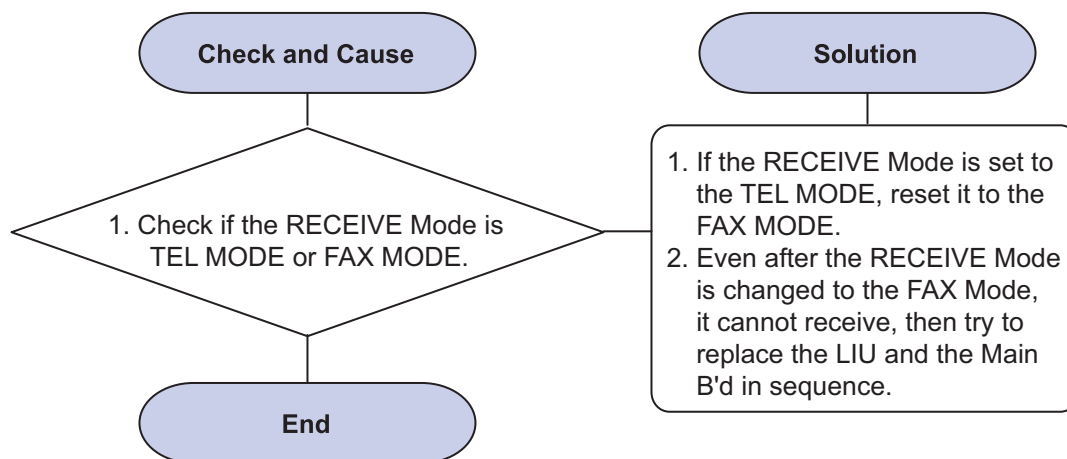 Check and Cause
1. Check if the RECEIVE Mode is
TEL MODE or FAX MODE.
End
Solution
1. If the RECEIVE Mode is set to
the TEL MODE, reset it to the
FAX MODE.
2. Even after the RECEIVE Mode
is changed to the FAX Mode,
it cannot receive, then try to
replace the LIU and the Main
B'd in sequence.